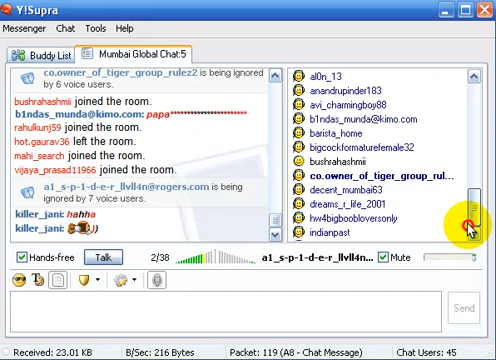 Y!Supra
Messenger Chat Tools Help
Buddy List Mumbai Global Chat:5
co.owner_of_tiger_group_rulez2 is being ignored
by 6 voice users.
bushrahashmii joined the room.
b1ndas_munda@kimo.com: papa********************
rahulkunj59 joined the room.
hot.gaurav36 left the room.
mahi_search joined the room.
vijaya_prasad11966 joined the room.
a1_s-p-1-d-e-r_llvll4n@rogers.com is being
ignored by 7 voice users.
killer_jani: hahha
killer_jani:
al0n_13
anandrupinder183
avi_charmingboy88
b1ndas_munda@kimo.com
barista_home
bigcockformaturefemale32
bushrahashmii
co.owner_of_tiger_group_rul...
decent_mumbai63
dreams_r_life_2001
hw4bigboobloversonly
indianpast
Hands-free Talk 2/38 a1_s-p-1-d-e-r_llvll4n@ro... Mute
Send
Received: 23.01 KB B/Sec: 216 Bytes Packet: 119 (A8 - Chat Message) Chat Users: 45